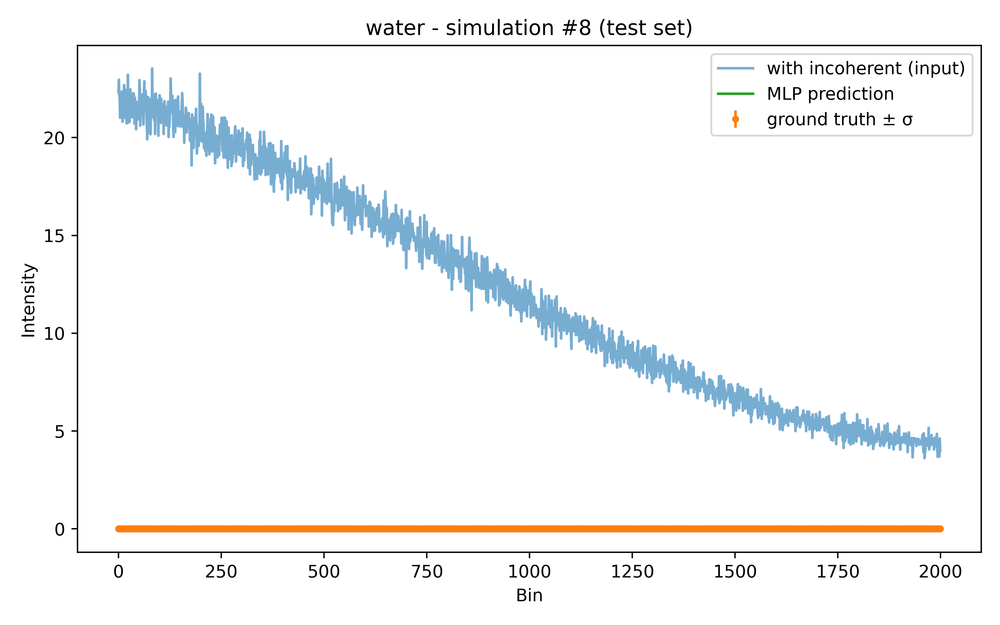 water - simulation #8 (test set)
with incoherent (input)
MLP prediction
ground truth ± σ
Intensity
20
15
10
5
0
0 250 500 750 1000 1250 1500 1750 2000
Bin